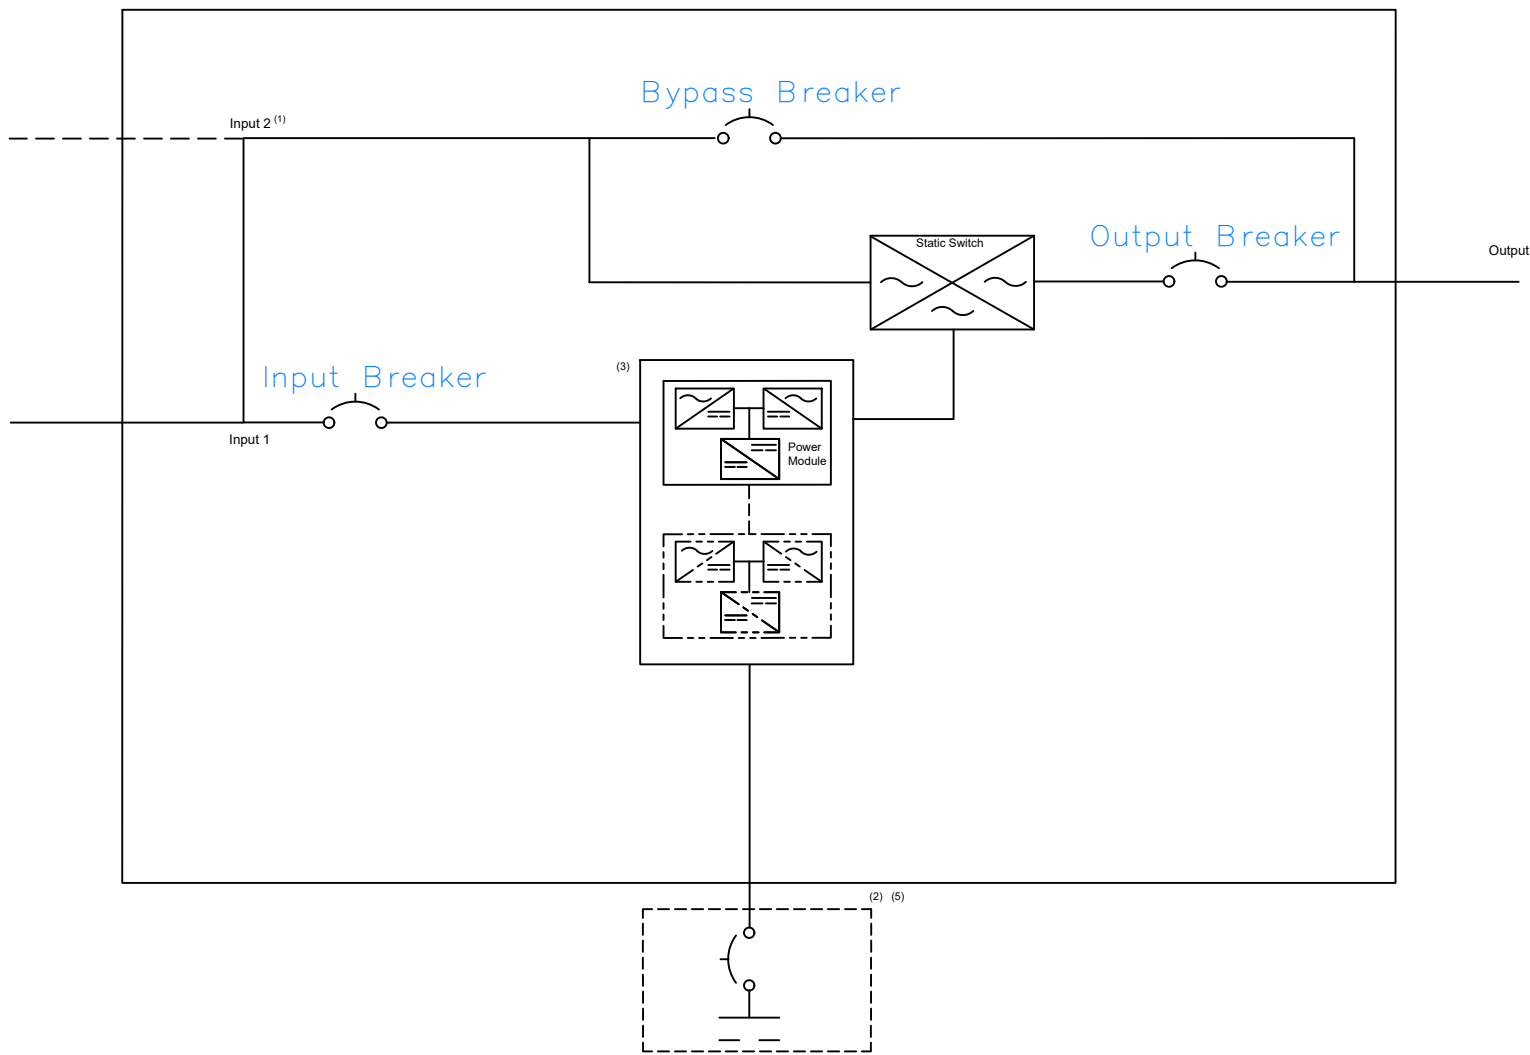 Bypass Breaker
Input 2 (1)
Static Switch
Output Breaker
Output
(3)
Input Breaker
Input 1
Power
Module
(2) (5)